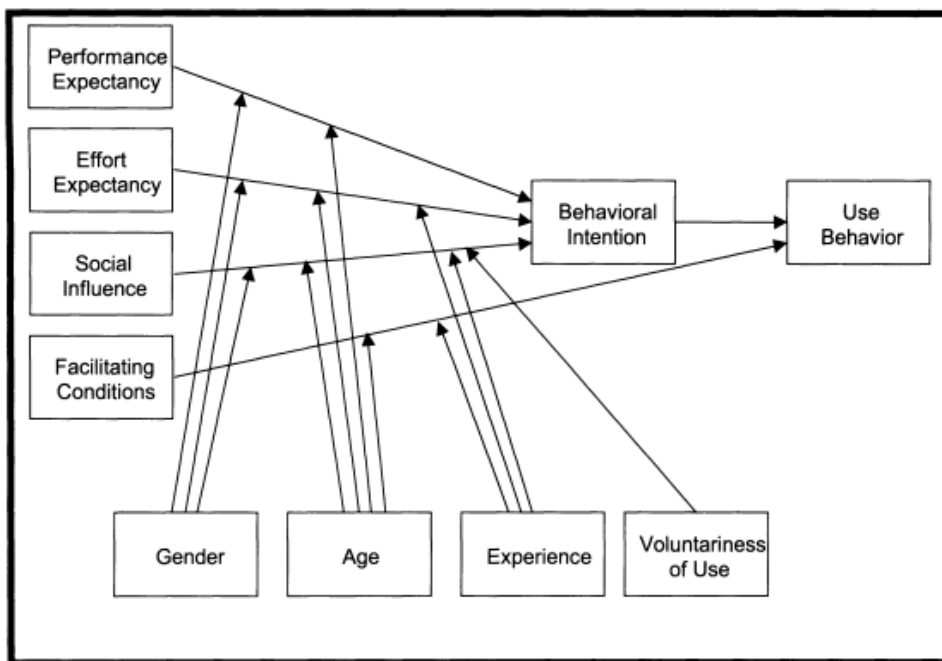 Performance
Expectancy
Effort
Expectancy
Social
Influence
Facilitating
Conditions
Behavioral
Intention
Use
Behavior
Gender
Age
Experience
Voluntariness
of Use